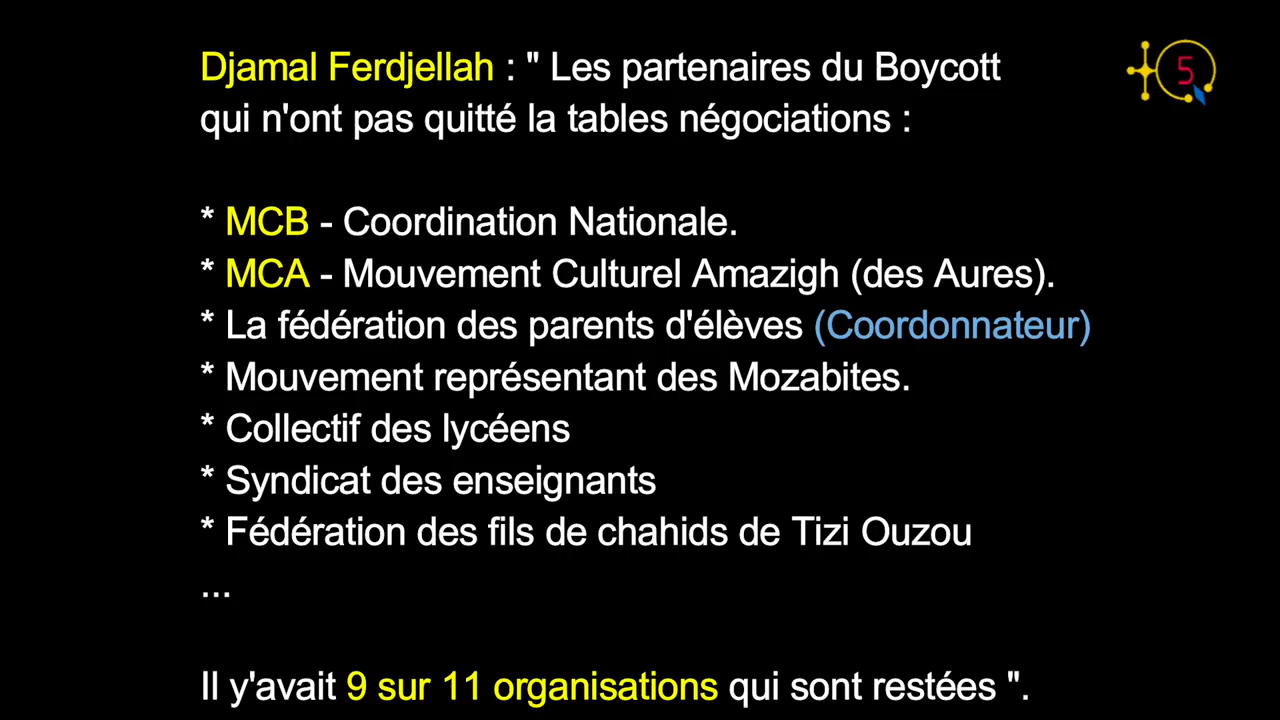 Djamal Ferdjellah : " Les partenaires du Boycott
qui n'ont pas quitté la tables négociations :
* MCB - Coordination Nationale.
* MCA - Mouvement Culturel Amazigh (des Aures).
* La fédération des parents d'élèves (Coordonnateur)
* Mouvement représentant des Mozabites.
* Collectif des lycéens
* Syndicat des enseignants
* Fédération des fils de chahids de Tizi Ouzou
...
Il y'avait 9 sur 11 organisations qui sont restées ".
5